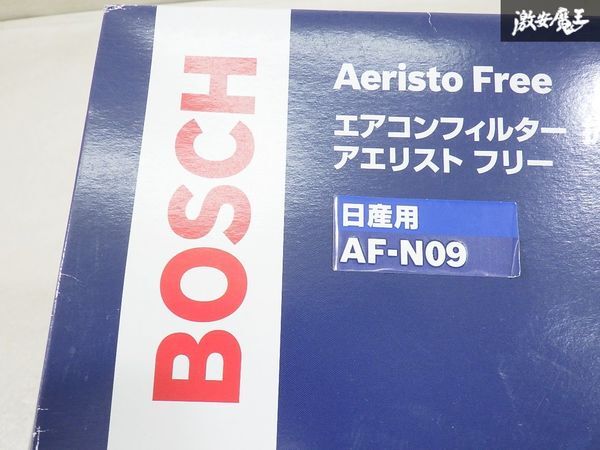 激安魔王
BOSCH
Aeristo Free
エアコンフィルター
アエリスト フリー
日産用
AF-N09